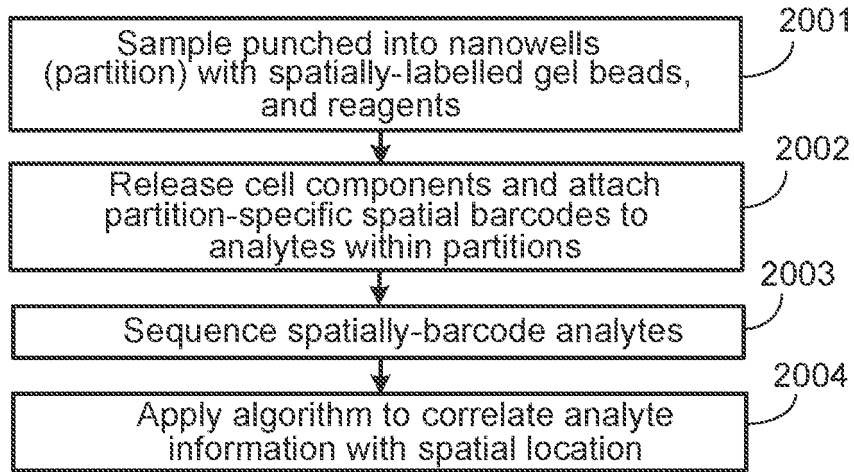 2001
Sample punched into nanowells
(partition) with spatially-labelled gel beads,
and reagents
2002
Release cell components and attach
partition-specific spatial barcodes to
analytes within partitions
2003
Sequence spatially-barcode analytes
2004
Apply algorithm to correlate analyte
information with spatial location